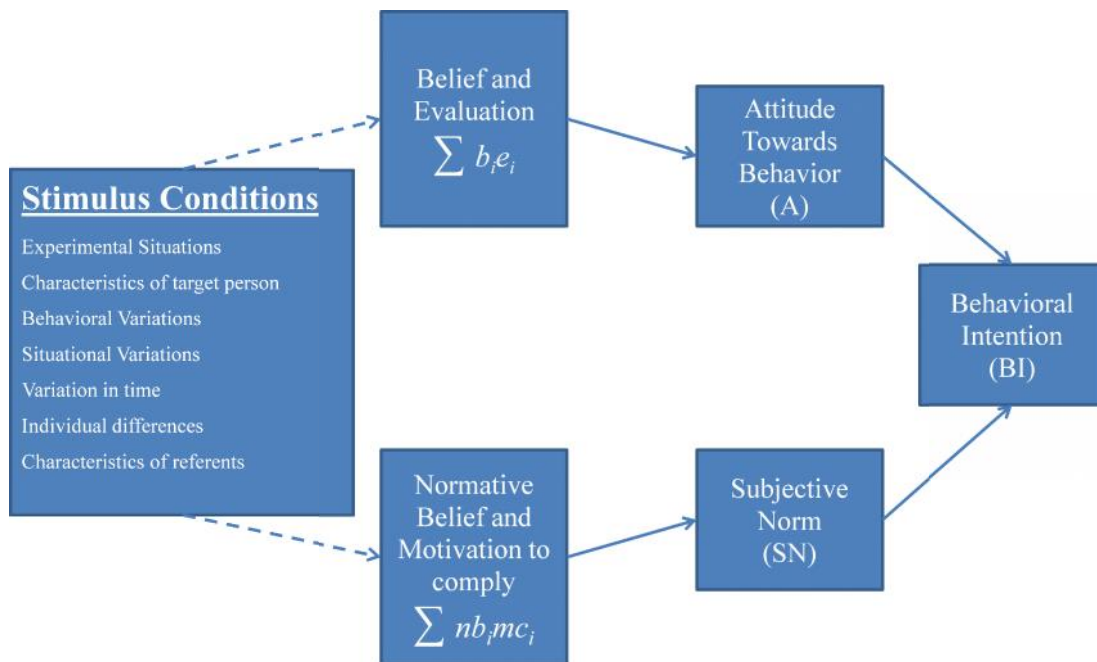 Stimulus Conditions
Experimental Situations
Characteristics of target person
Behavioral Variations
Situational Variations
Variation in time
Individual differences
Characteristics of referents
Belief and
Evaluation
∑ bᵢeᵢ
Normative
Belief and
Motivation to
comply
∑ nbᵢmcᵢ
Attitude
Towards
Behavior
(A)
Subjective
Norm
(SN)
Behavioral
Intention
(BI)